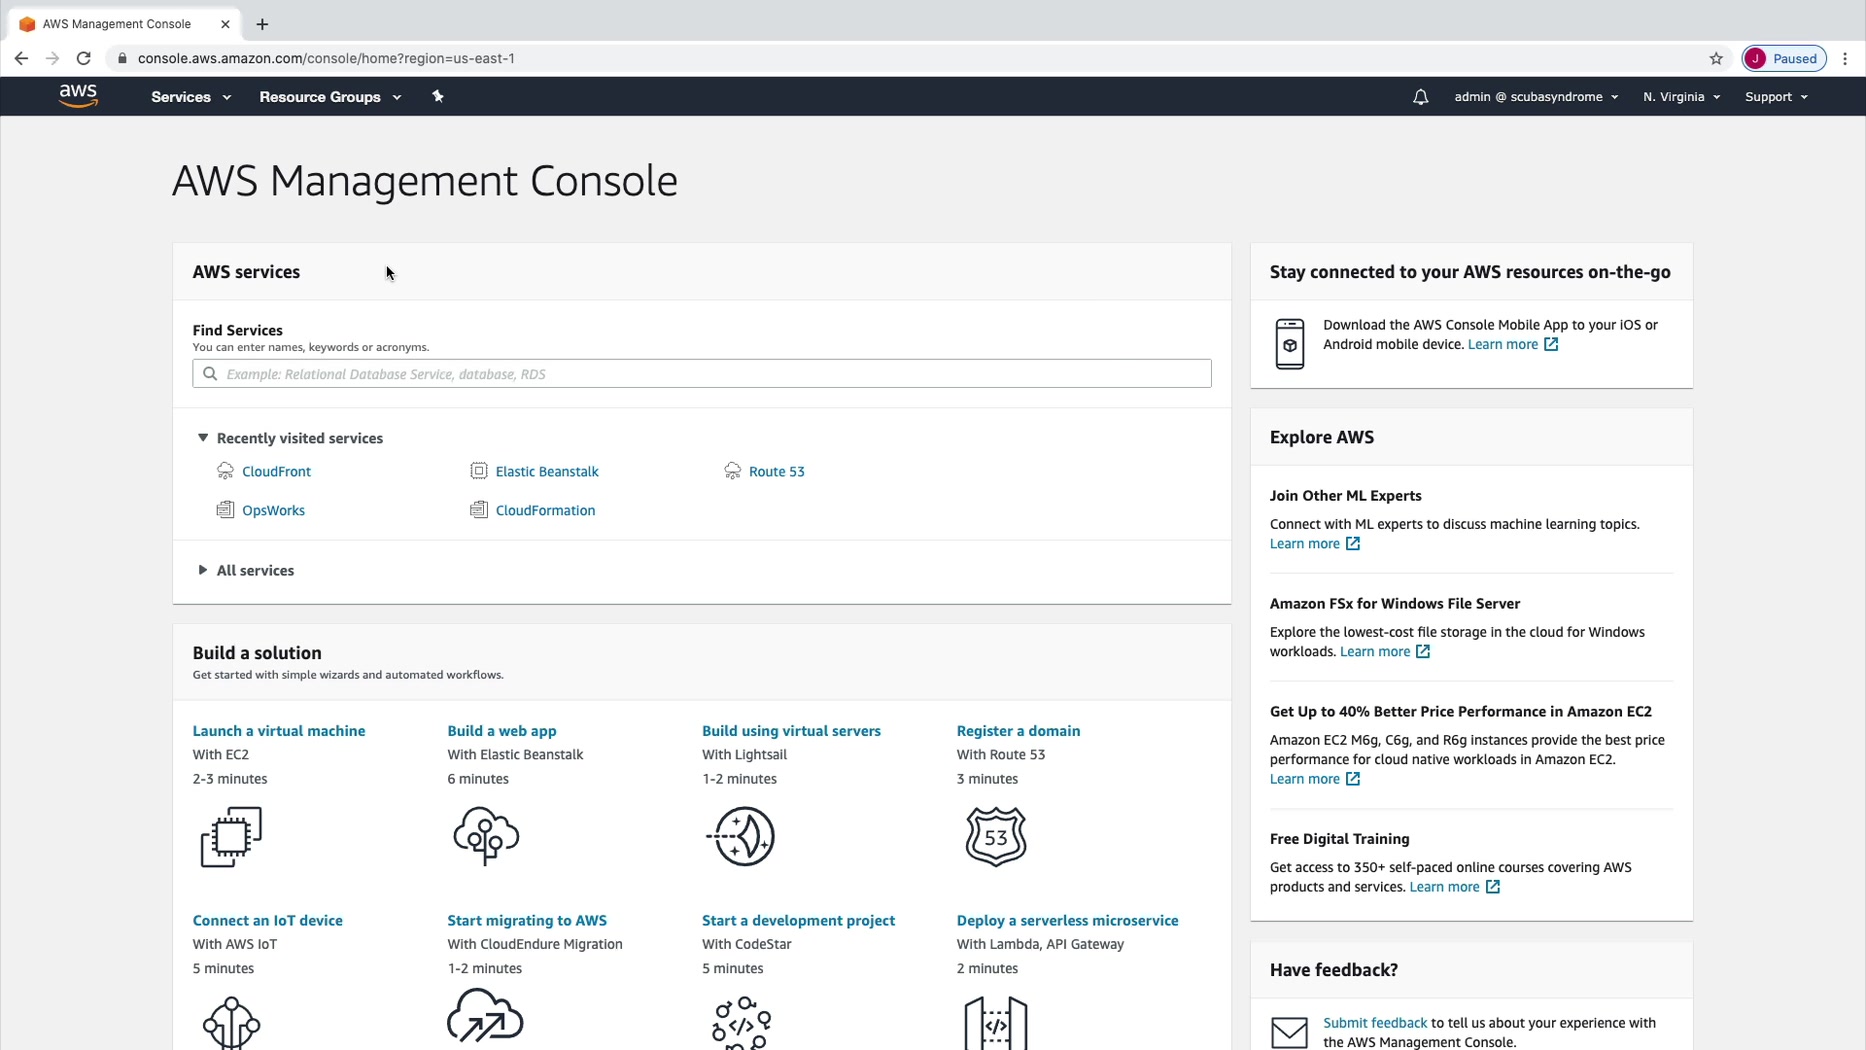 AWS Management Console
console.aws.amazon.com/console/home?region=us-east-1
J Paused
aws Services Resource Groups admin @ scubasyndrome N. Virginia Support
AWS Management Console
AWS services
Find Services
You can enter names, keywords or acronyms.
Example: Relational Database Service, database, RDS
Recently visited services
CloudFront Elastic Beanstalk Route 53
OpsWorks CloudFormation
All services
Build a solution
Get started with simple wizards and automated workflows.
Launch a virtual machine
With EC2
2-3 minutes
Build a web app
With Elastic Beanstalk
6 minutes
Build using virtual servers
With Lightsail
1-2 minutes
Register a domain
With Route 53
3 minutes
53
Connect an IoT device
With AWS IoT
5 minutes
Start migrating to AWS
With CloudEndure Migration
1-2 minutes
Start a development project
With CodeStar
5 minutes
</>
Deploy a serverless microservice
With Lambda, API Gateway
2 minutes
</>
Stay connected to your AWS resources on-the-go
Download the AWS Console Mobile App to your iOS or
Android mobile device. Learn more
Explore AWS
Join Other ML Experts
Connect with ML experts to discuss machine learning topics.
Learn more
Amazon FSx for Windows File Server
Explore the lowest-cost file storage in the cloud for Windows
workloads. Learn more
Get Up to 40% Better Price Performance in Amazon EC2
Amazon EC2 M6g, C6g, and R6g instances provide the best price
performance for cloud native workloads in Amazon EC2.
Learn more
Free Digital Training
Get access to 350+ self-paced online courses covering AWS
products and services. Learn more
Have feedback?
Submit feedback to tell us about your experience with
the AWS Management Console.